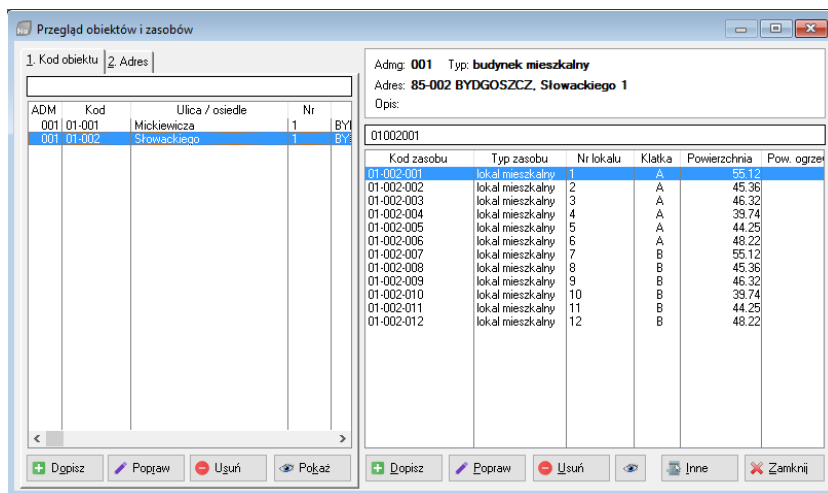 Przegląd obiektów i zasobów
1. Kod obiektu 2. Adres
ADM Kod Ulica / osiedle Nr
001 01-001 Mickiewicza 1 BYI
001 01-002 Słowackiego 1 BY
Dopisz Popraw Usuń Pokaż
Admg: 001 Typ: budynek mieszkalny
Adres: 85-002 BYDGOSZCZ, Słowackiego 1
Opis:
01002001
Kod zasobu Typ zasobu Nr lokalu Klatka Powierzchnia Pow. ogrze
01-002-001 lokal mieszkalny 1 A 55.12
01-002-002 lokal mieszkalny 2 A 45.36
01-002-003 lokal mieszkalny 3 A 46.32
01-002-004 lokal mieszkalny 4 A 39.74
01-002-005 lokal mieszkalny 5 A 44.25
01-002-006 lokal mieszkalny 6 A 48.22
01-002-007 lokal mieszkalny 7 B 55.12
01-002-008 lokal mieszkalny 8 B 45.36
01-002-009 lokal mieszkalny 9 B 46.32
01-002-010 lokal mieszkalny 10 B 39.74
01-002-011 lokal mieszkalny 11 B 44.25
01-002-012 lokal mieszkalny 12 B 48.22
Dopisz Popraw Usuń Inne Zamknij